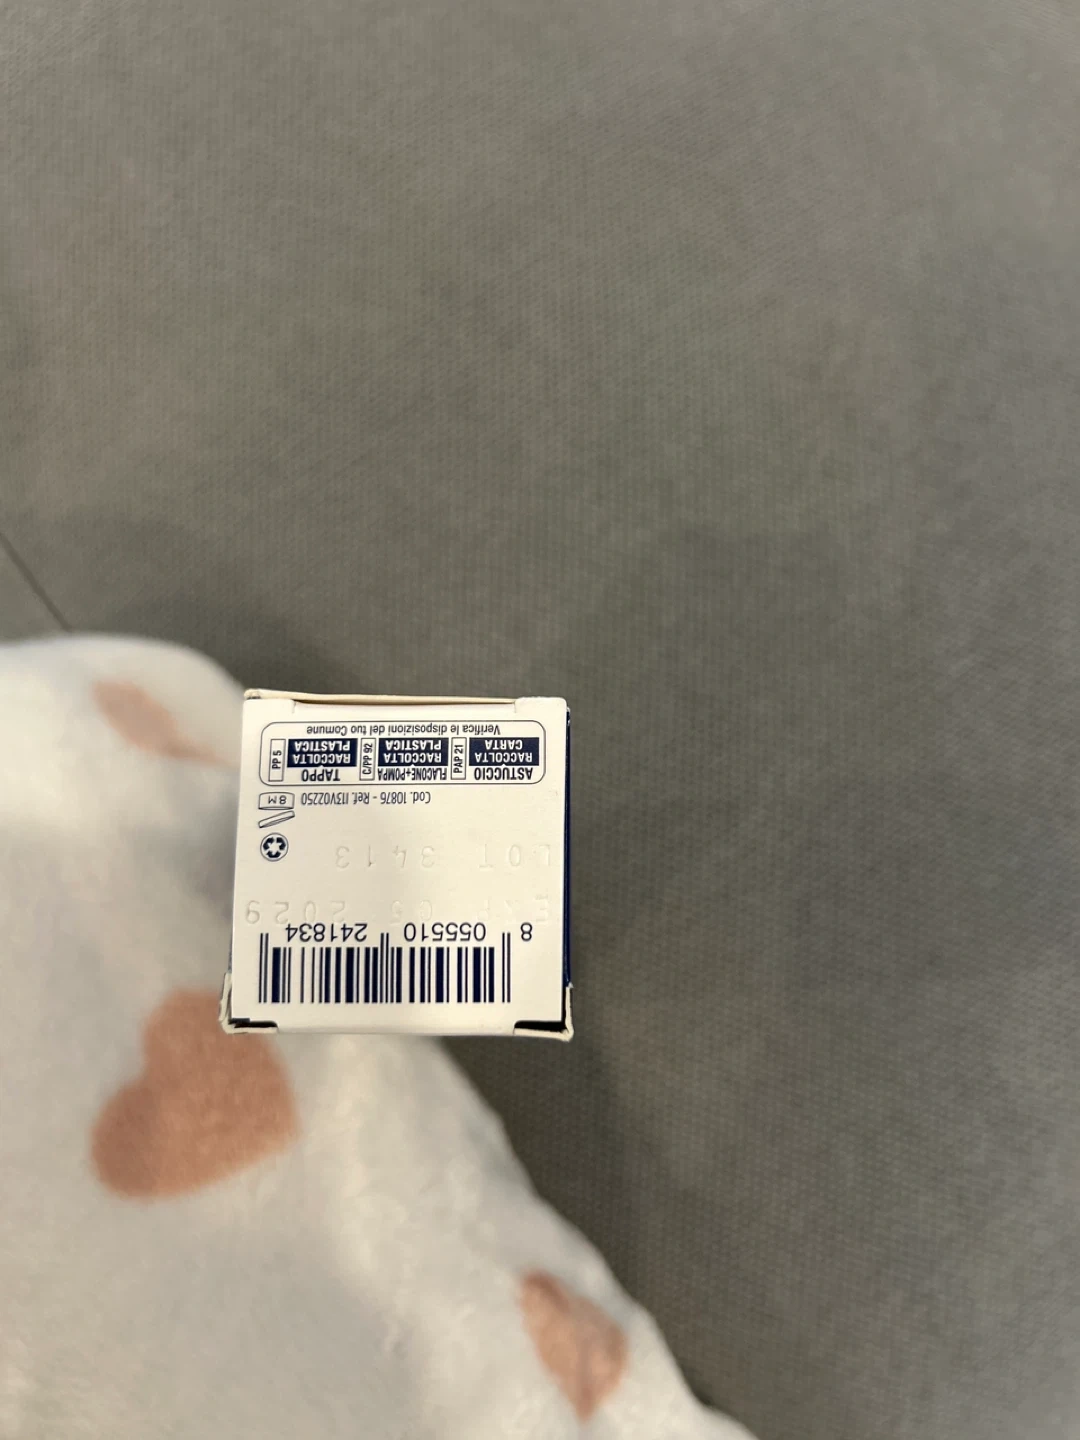 Verifica le disposizioni del tuo Comune
ASTUCCIO FLACONE+POMPA TAPPO
PAP 21 C/PP 92 PP 5
RACCOLTA RACCOLTA RACCOLTA
CARTA PLASTICA PLASTICA
Cod. 10876 - Ref. I13V02250
8M
LOT 3413
EXP 05 2029
8 055510 241834